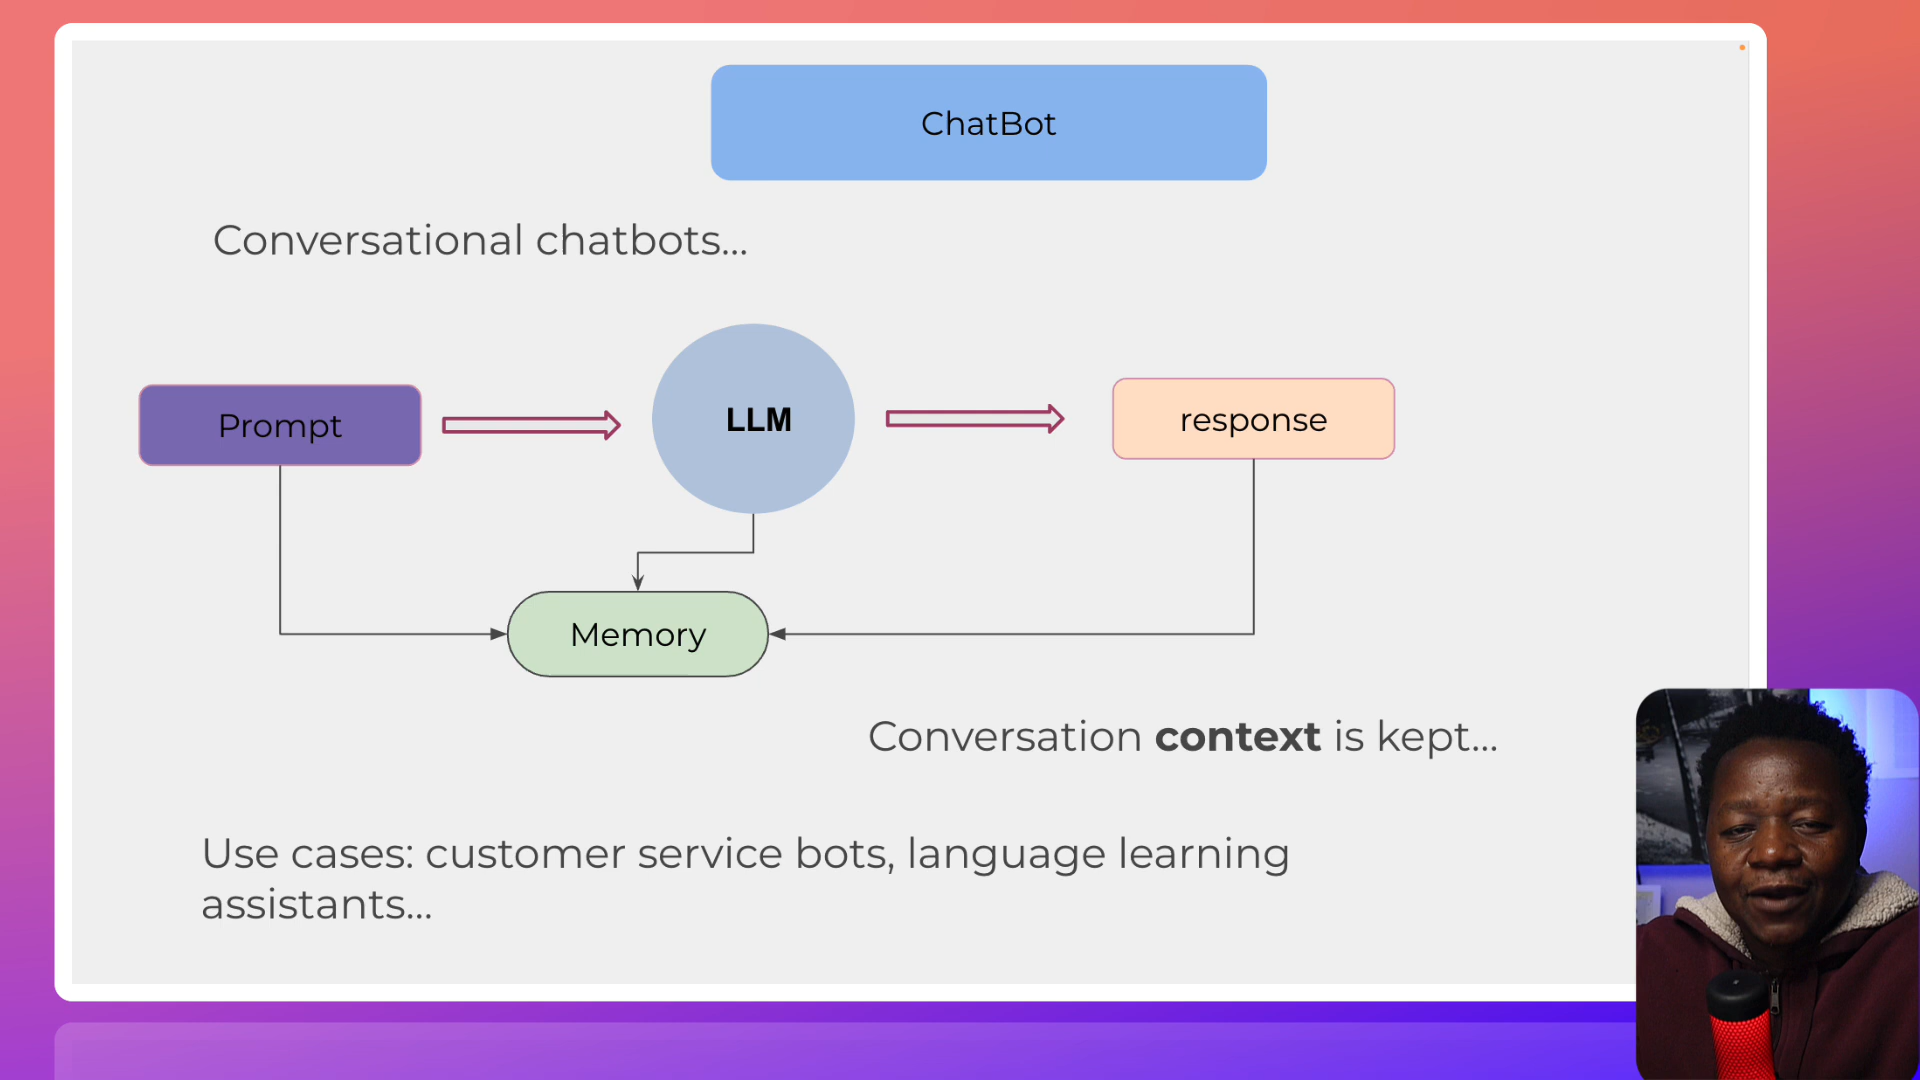 ChatBot
Conversational chatbots...
Prompt
LLM
response
Memory
Conversation context is kept...
Use cases: customer service bots, language learning
assistants...